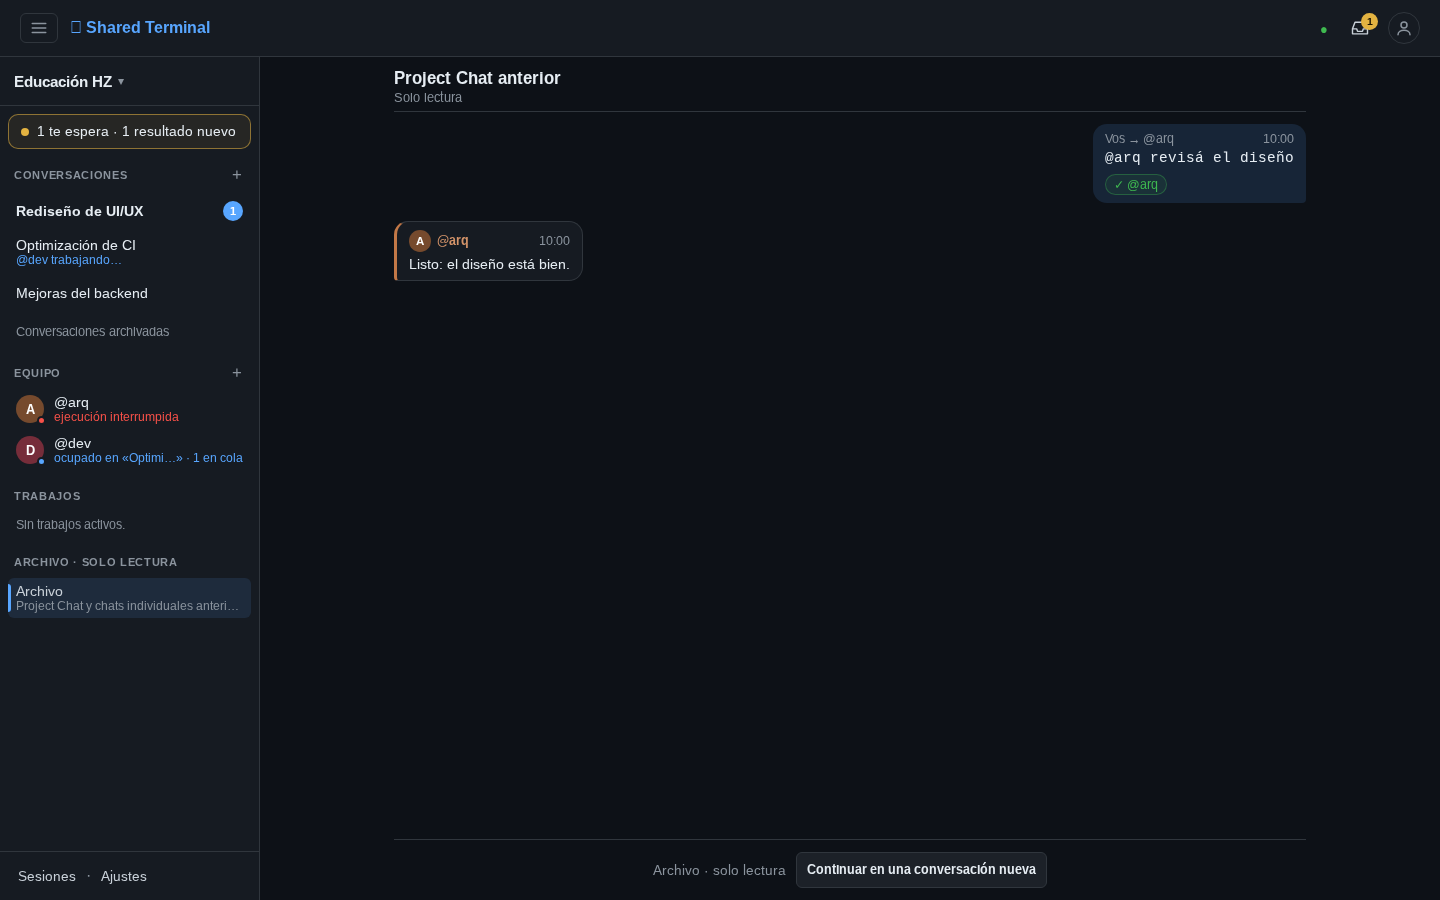 Shared Terminal
1
Educación HZ ▾
1 te espera · 1 resultado nuevo
CONVERSACIONES +
Rediseño de UI/UX 1
Optimización de CI
@dev trabajando…
Mejoras del backend
Conversaciones archivadas
EQUIPO +
A @arq
ejecución interrumpida
D @dev
ocupado en «Optimi…» · 1 en cola
TRABAJOS
Sin trabajos activos.
ARCHIVO · SOLO LECTURA
Archivo
Project Chat y chats individuales anteri…
Sesiones · Ajustes
Project Chat anterior
Solo lectura
Vos → @arq 10:00
@arq revisá el diseño
✓ @arq
A @arq 10:00
Listo: el diseño está bien.
Archivo · solo lectura Continuar en una conversación nueva